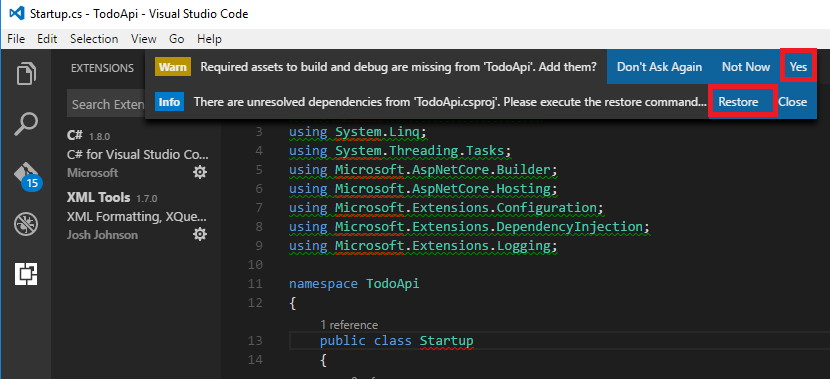 Startup.cs - TodoApi - Visual Studio Code
File Edit Selection View Go Help
Warn Required assets to build and debug are missing from 'TodoApi'. Add them? Don't Ask Again Not Now Yes
Info There are unresolved dependencies from 'TodoApi.csproj'. Please execute the restore command... Restore Close
EXTENSIONS
Search Exten
C# 1.8.0
C# for Visual Studio Co...
Microsoft
XML Tools 1.7.0
XML Formatting, XQue...
Josh Johnson
15
3 using System.Linq;
4 using System.Threading.Tasks;
5 using Microsoft.AspNetCore.Builder;
6 using Microsoft.AspNetCore.Hosting;
7 using Microsoft.Extensions.Configuration;
8 using Microsoft.Extensions.DependencyInjection;
9 using Microsoft.Extensions.Logging;
10
11 namespace TodoApi
12 {
1 reference
13 public class Startup
14 {